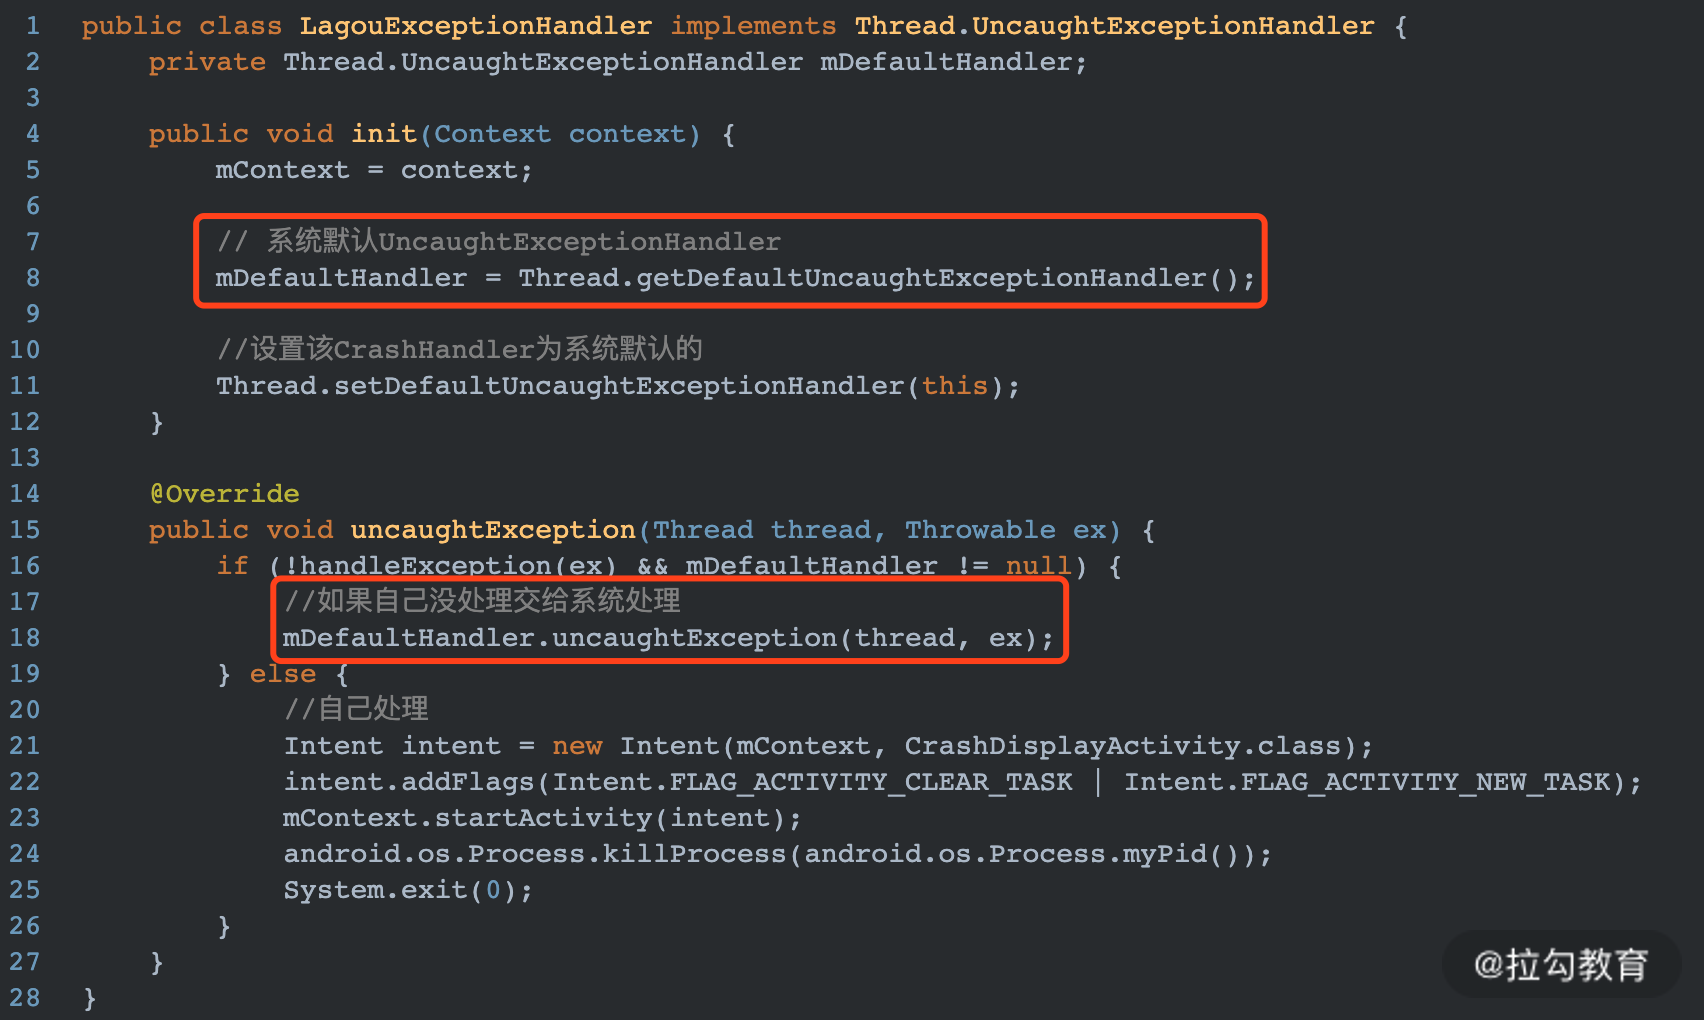 1 public class LagouExceptionHandler implements Thread.UncaughtExceptionHandler {
2 private Thread.UncaughtExceptionHandler mDefaultHandler;
3
4 public void init(Context context) {
5 mContext = context;
6
7 // 系统默认UncaughtExceptionHandler
8 mDefaultHandler = Thread.getDefaultUncaughtExceptionHandler();
9
10 //设置该CrashHandler为系统默认的
11 Thread.setDefaultUncaughtExceptionHandler(this);
12 }
13
14 @Override
15 public void uncaughtException(Thread thread, Throwable ex) {
16 if (!handleException(ex) && mDefaultHandler != null) {
17 //如果自己没处理交给系统处理
18 mDefaultHandler.uncaughtException(thread, ex);
19 } else {
20 //自己处理
21 Intent intent = new Intent(mContext, CrashDisplayActivity.class);
22 intent.addFlags(Intent.FLAG_ACTIVITY_CLEAR_TASK | Intent.FLAG_ACTIVITY_NEW_TASK);
23 mContext.startActivity(intent);
24 android.os.Process.killProcess(android.os.Process.myPid());
25 System.exit(0);
26 }
27 }
28 }
@拉勾教育